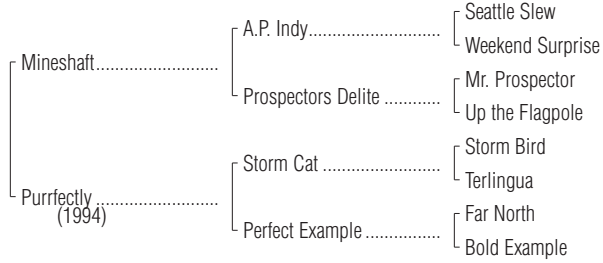 Seattle Slew
A.P. Indy..............................
Weekend Surprise
Mineshaft............................
Mr. Prospector
Prospectors Delite .............
Up the Flagpole
Storm Bird
Storm Cat ...........................
Terlingua
Purrfectly ............................
(1994)
Far North
Perfect Example .................
Bold Example